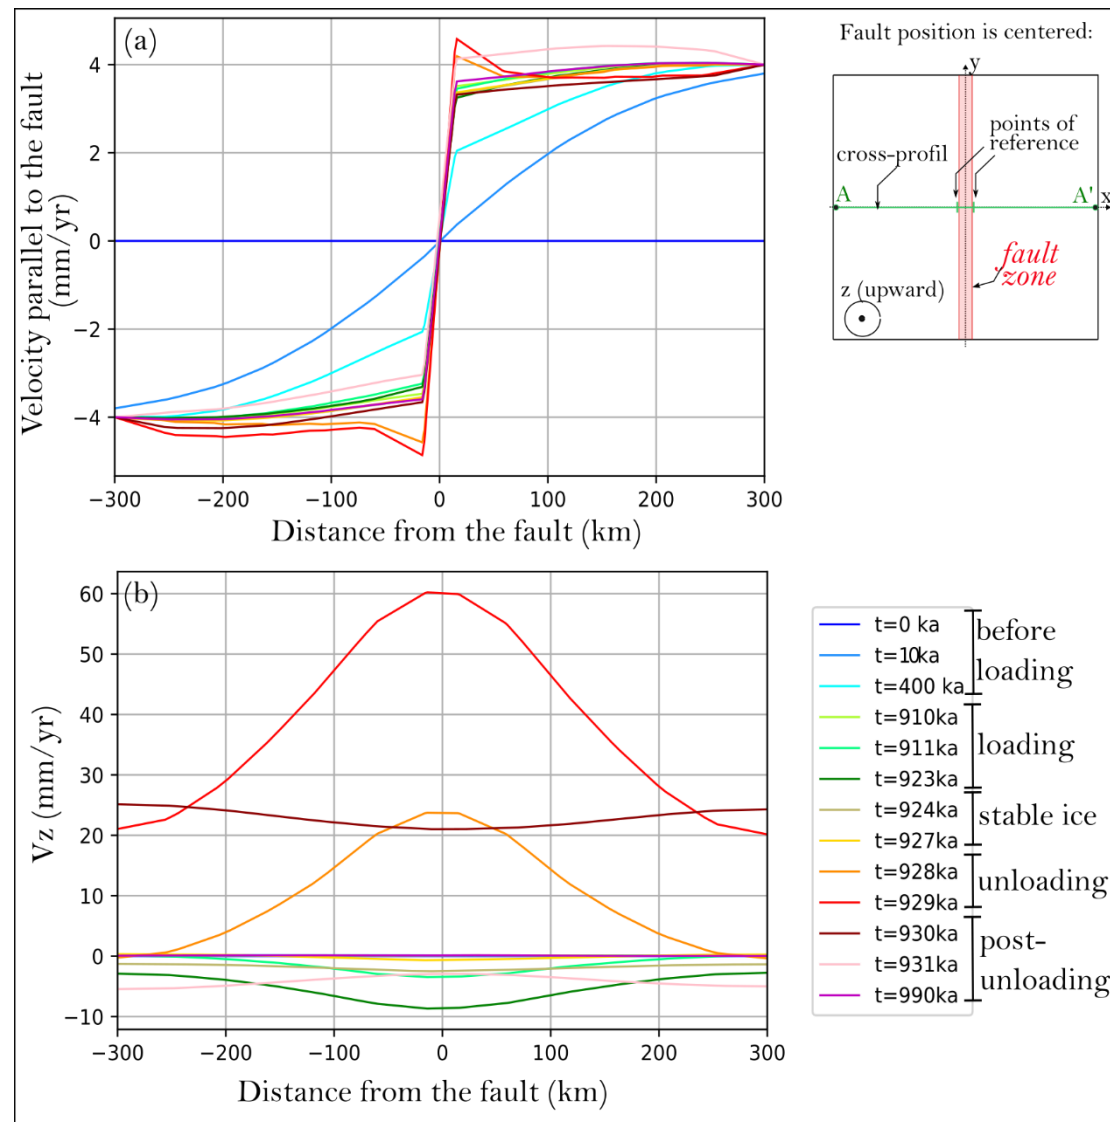 (a)
Velocity parallel to the fault
(mm/yr)
4
2
0
−2
−4
−300
−200
−100
0
100
200
300
Distance from the fault (km)
Fault position is centered:
y
points of
reference
cross-profil
A
A'
x
fault
zone
z (upward)
(b)
Vz (mm/yr)
60
50
40
30
20
10
0
−10
−300
−200
−100
0
100
200
300
Distance from the fault (km)
t=0 ka
t=10ka
t=400 ka
before
loading
t=910ka
t=911ka
t=923ka
loading
t=924ka
t=927ka
stable ice
t=928ka
t=929ka
unloading
t=930ka
t=931ka
t=990ka
post-
unloading